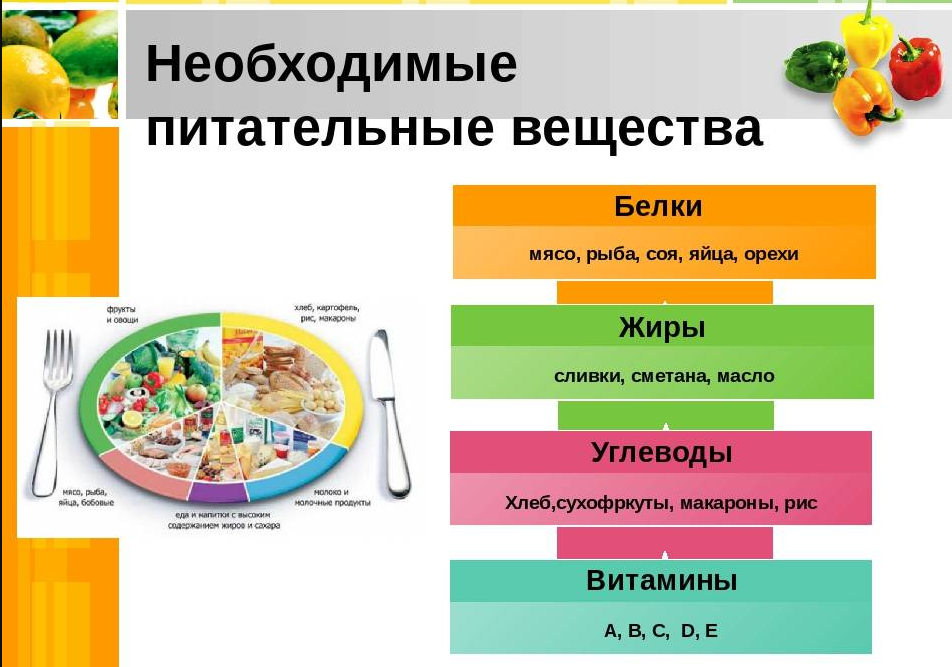 Необходимые
питательные вещества
Белки
мясо, рыба, соя, яйца, орехи
Жиры
сливки, сметана, масло
Углеводы
Хлеб,сухофркуты, макароны, рис
Витамины
A, B, C, D, E
фрукты
и овощи
хлеб, картофель,
рис, макароны
мясо, рыба,
яйца, бобовые
молоко и
молочные продукты
еда и напитки с высоким
содержанием жиров и сахара